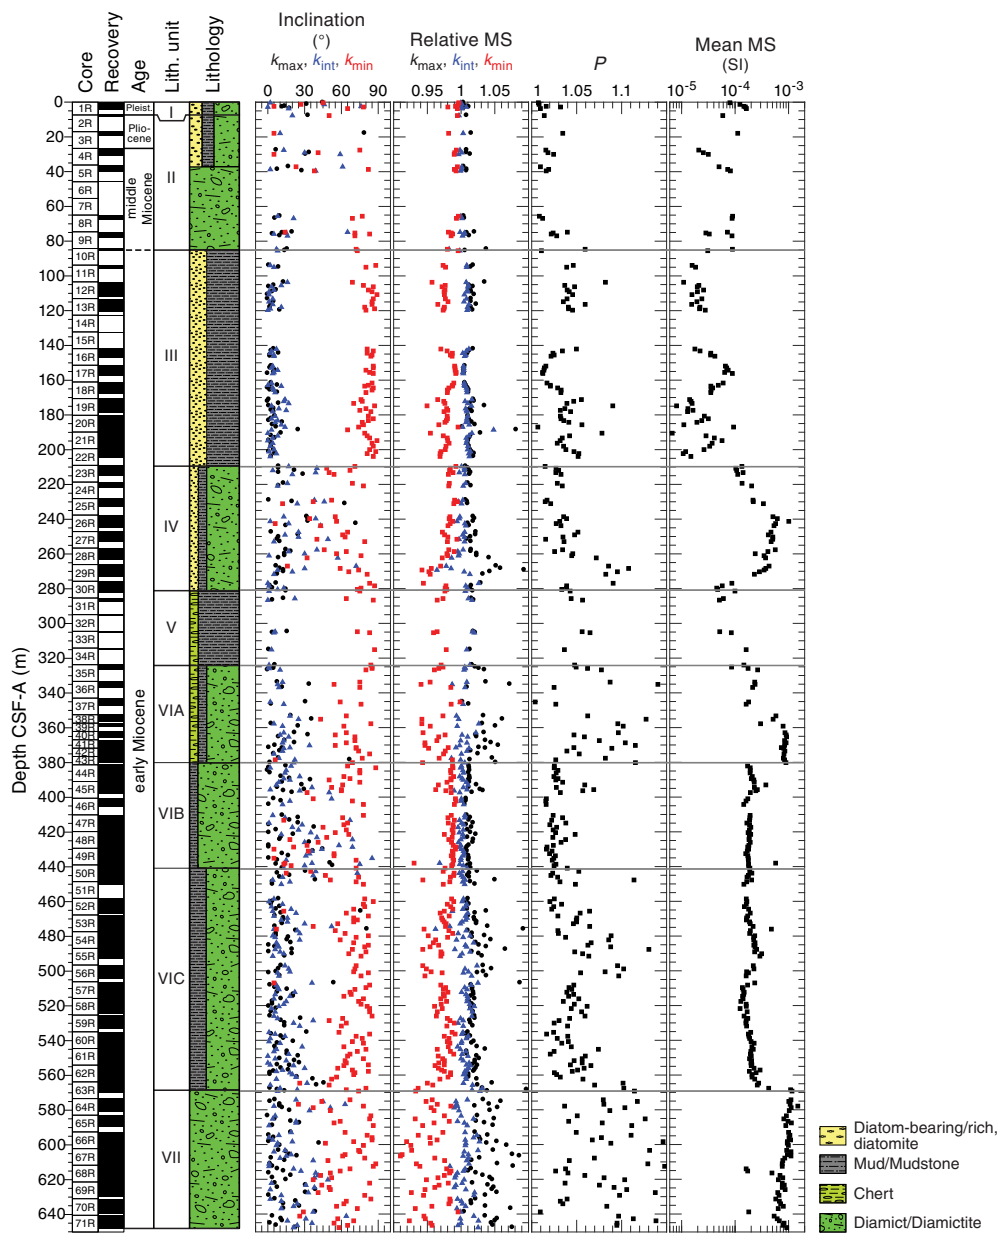 Core
Recovery
Age
Lith. unit
Lithology
Inclination
(°)
kmax, kint, kmin
Relative MS
kmax, kint, kmin
P
Mean MS
(SI)
0 30 60 90
0.95 1 1.05
1 1.05 1.1
10-5 10-4 10-3
Depth CSF-A (m)
0
20
40
60
80
100
120
140
160
180
200
220
240
260
280
300
320
340
360
380
400
420
440
460
480
500
520
540
560
580
600
620
640
1R
2R
3R
4R
5R
6R
7R
8R
9R
10R
11R
12R
13R
14R
15R
16R
17R
18R
19R
20R
21R
22R
23R
24R
25R
26R
27R
28R
29R
30R
31R
32R
33R
34R
35R
36R
37R
38R
39R
40R
41R
42R
43R
44R
45R
46R
47R
48R
49R
50R
51R
52R
53R
54R
55R
56R
57R
58R
59R
60R
61R
62R
63R
64R
65R
66R
67R
68R
69R
70R
71R
Pleist.
Plio-
cene
middle
Miocene
early Miocene
I
II
III
IV
V
VIA
VIB
VIC
VII
Diatom-bearing/rich,
diatomite
Mud/Mudstone
Chert
Diamict/Diamictite